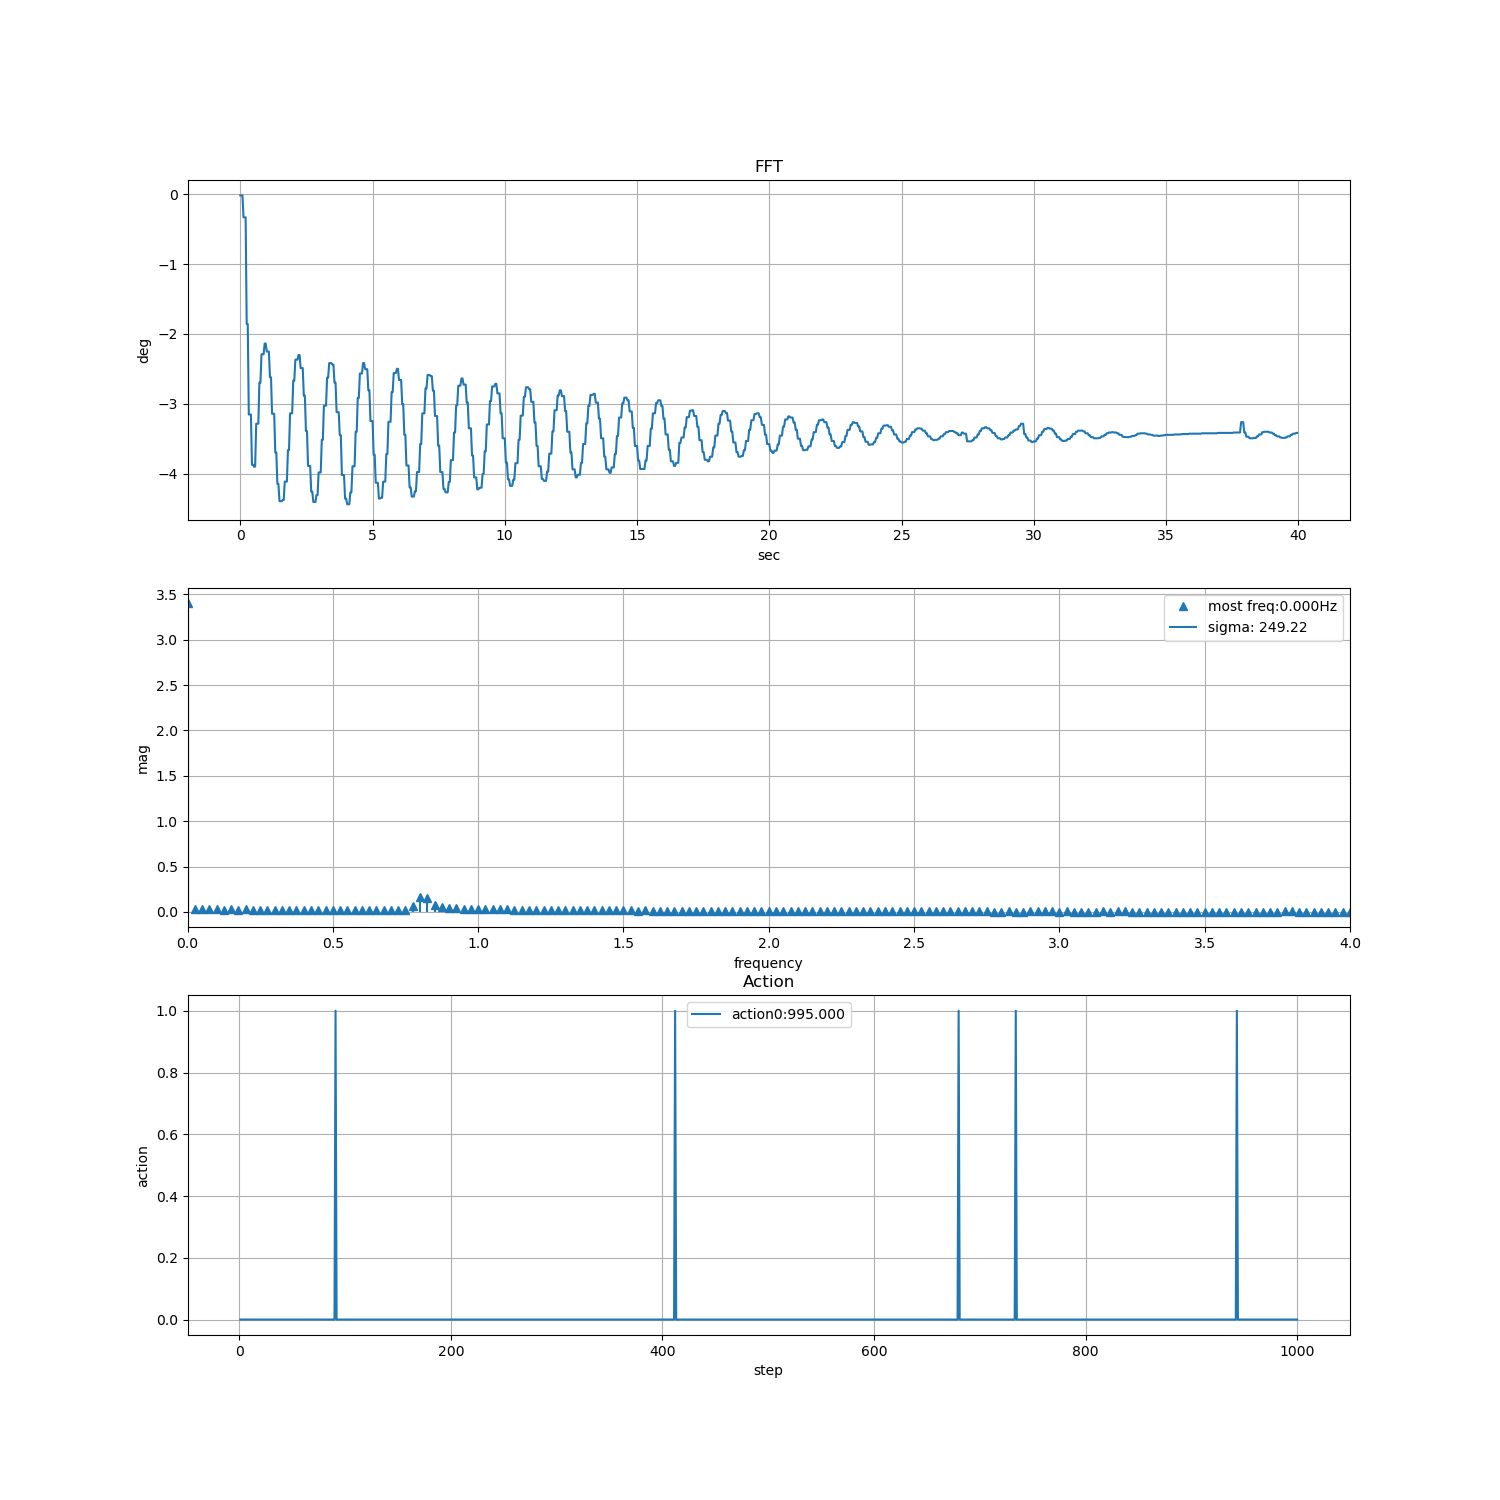 FFT
0
−1
−2
−3
−4
deg
0 5 10 15 20 25 30 35 40
sec
3.5
3.0
2.5
2.0
1.5
1.0
0.5
0.0
mag
most freq:0.000Hz
sigma: 249.22
0.0 0.5 1.0 1.5 2.0 2.5 3.0 3.5 4.0
frequency
Action
1.0
0.8
0.6
0.4
0.2
0.0
action
action0:995.000
0 200 400 600 800 1000
step